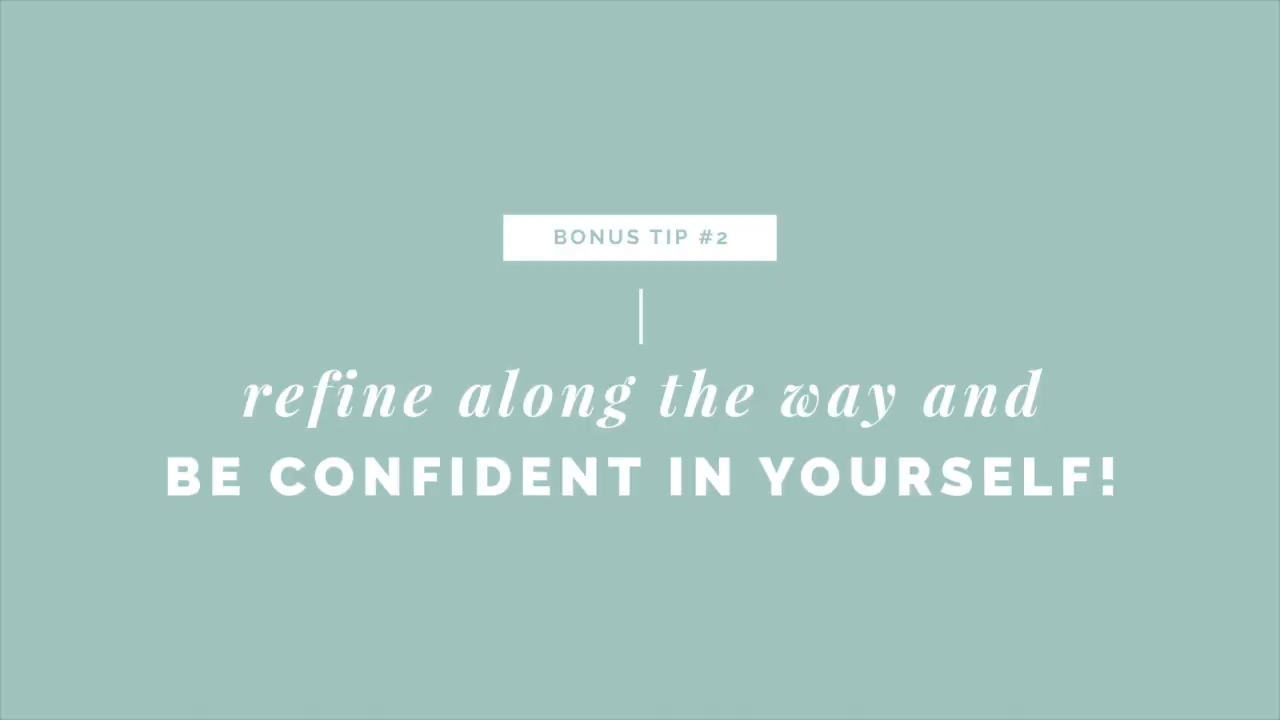 BONUS TIP #2
refine along the way and
BE CONFIDENT IN YOURSELF!